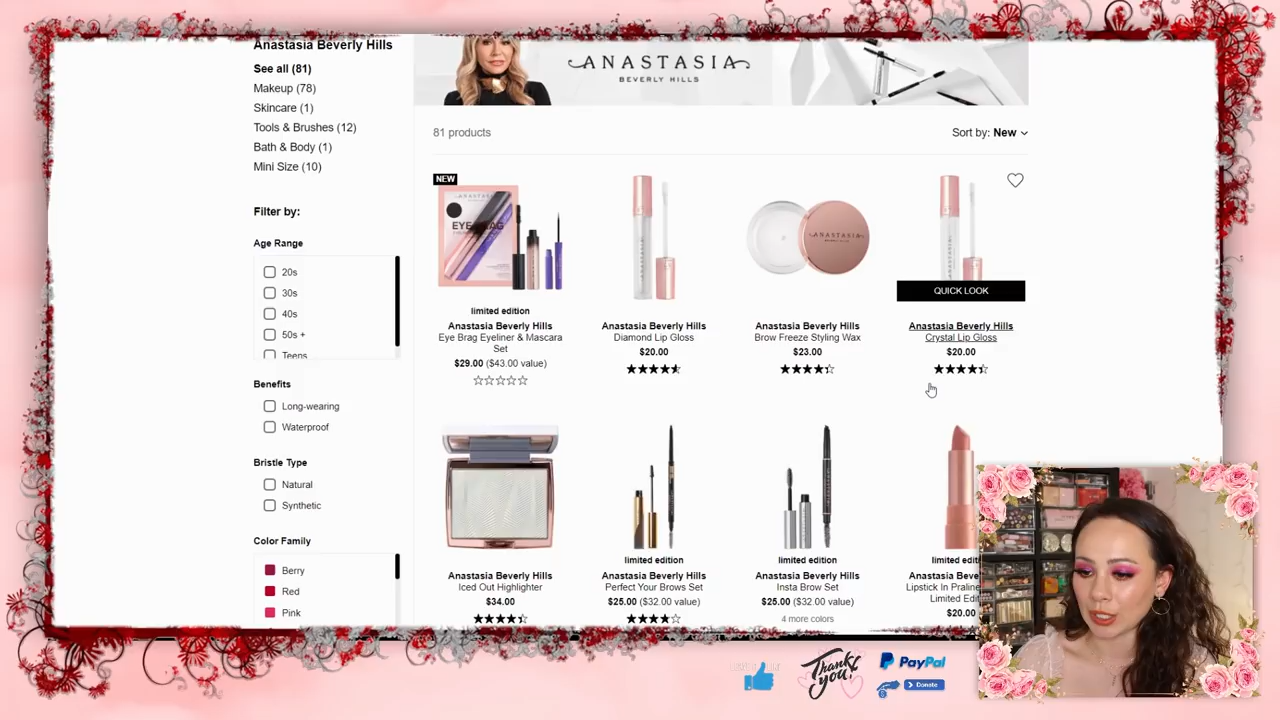 Anastasia Beverly Hills
See all (81)
Makeup (78)
Skincare (1)
Tools & Brushes (12)
Bath & Body (1)
Mini Size (10)
Filter by:
Age Range
20s
30s
40s
50s +
Teens
Benefits
Long-wearing
Waterproof
Bristle Type
Natural
Synthetic
Color Family
Berry
Red
Pink
ANASTASIA
BEVERLY HILLS
81 products
Sort by: New
NEW
limited edition
Anastasia Beverly Hills
Eye Brag Eyeliner & Mascara
Set
$29.00 ($43.00 value)
Anastasia Beverly Hills
Diamond Lip Gloss
$20.00
ANASTASIA
Anastasia Beverly Hills
Brow Freeze Styling Wax
$23.00
QUICK LOOK
Anastasia Beverly Hills
Crystal Lip Gloss
$20.00
Anastasia Beverly Hills
Iced Out Highlighter
$34.00
limited edition
Anastasia Beverly Hills
Perfect Your Brows Set
$25.00 ($32.00 value)
limited edition
Anastasia Beverly Hills
Insta Brow Set
$25.00 ($32.00 value)
4 more colors
limited edi
Anastasia Beve
Lipstick In Praline
Limited Edi
$20.00
Thank
you!
PayPal
Donate